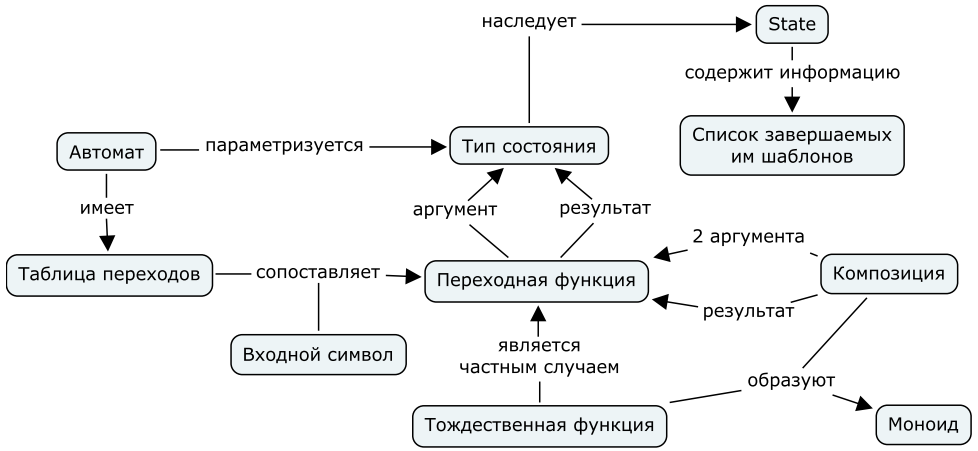 наследует
State
содержит информацию
Список завершаемых
им шаблонов
Автомат
параметризуется
Тип состояния
имеет
аргумент
результат
2 аргумента
Таблица переходов
сопоставляет
Переходная функция
Композиция
результат
Входной символ
является
частным случаем
образуют
Тождественная функция
Моноид